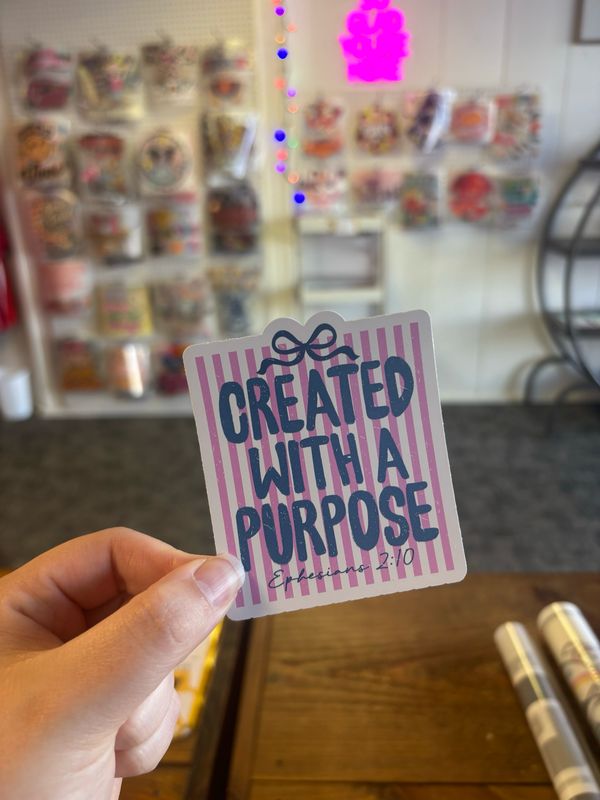 CREATED
WITH A
PURPOSE
Ephesians 2:10